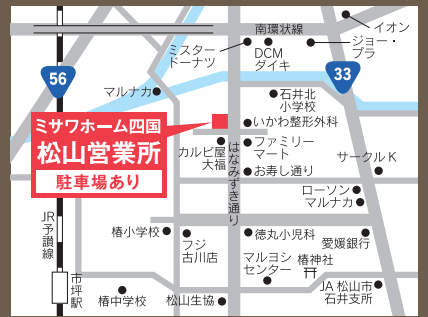 南環状線
イオン
ミスター
ドーナツ
DCM
ダイキ
ジョー・
プラ
56
33
マルナカ
石井北
小学校
ミサワホーム四国
松山営業所
駐車場あり
いかわ整形外科
カルビ屋
大福
ファミリー
マート
サークルK
お寿し通り
はなみずき通り
ローソン
マルナカ
JR予讃線
椿小学校
フジ
古川店
徳丸小児科
愛媛銀行
マルヨシ
センター
椿神社
市坪駅
椿中学校
松山生協
JA 松山市
石井支所